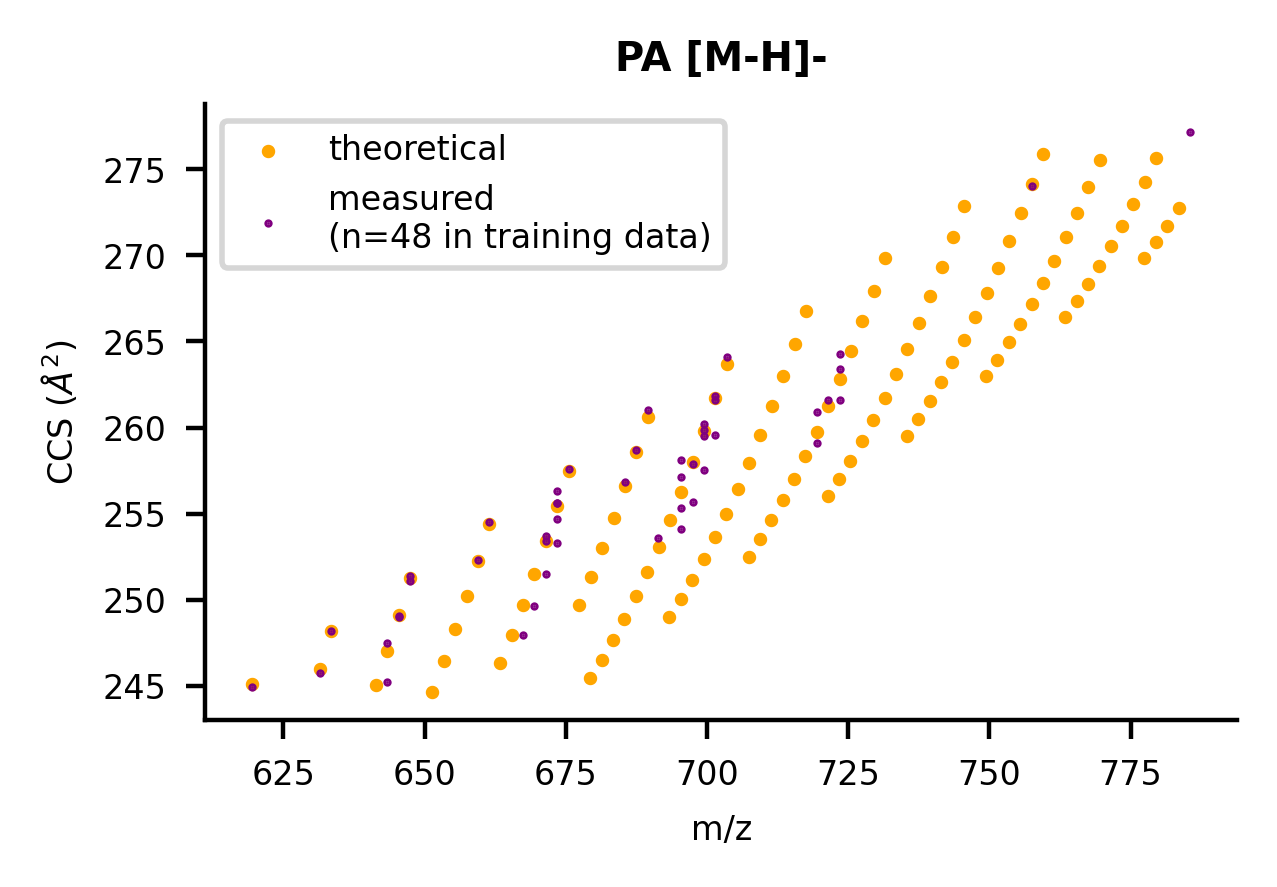 PA [M-H]-
theoretical
measured
(n=48 in training data)
275
270
265
260
255
250
245
CCS (Å²)
625 650 675 700 725 750 775
m/z